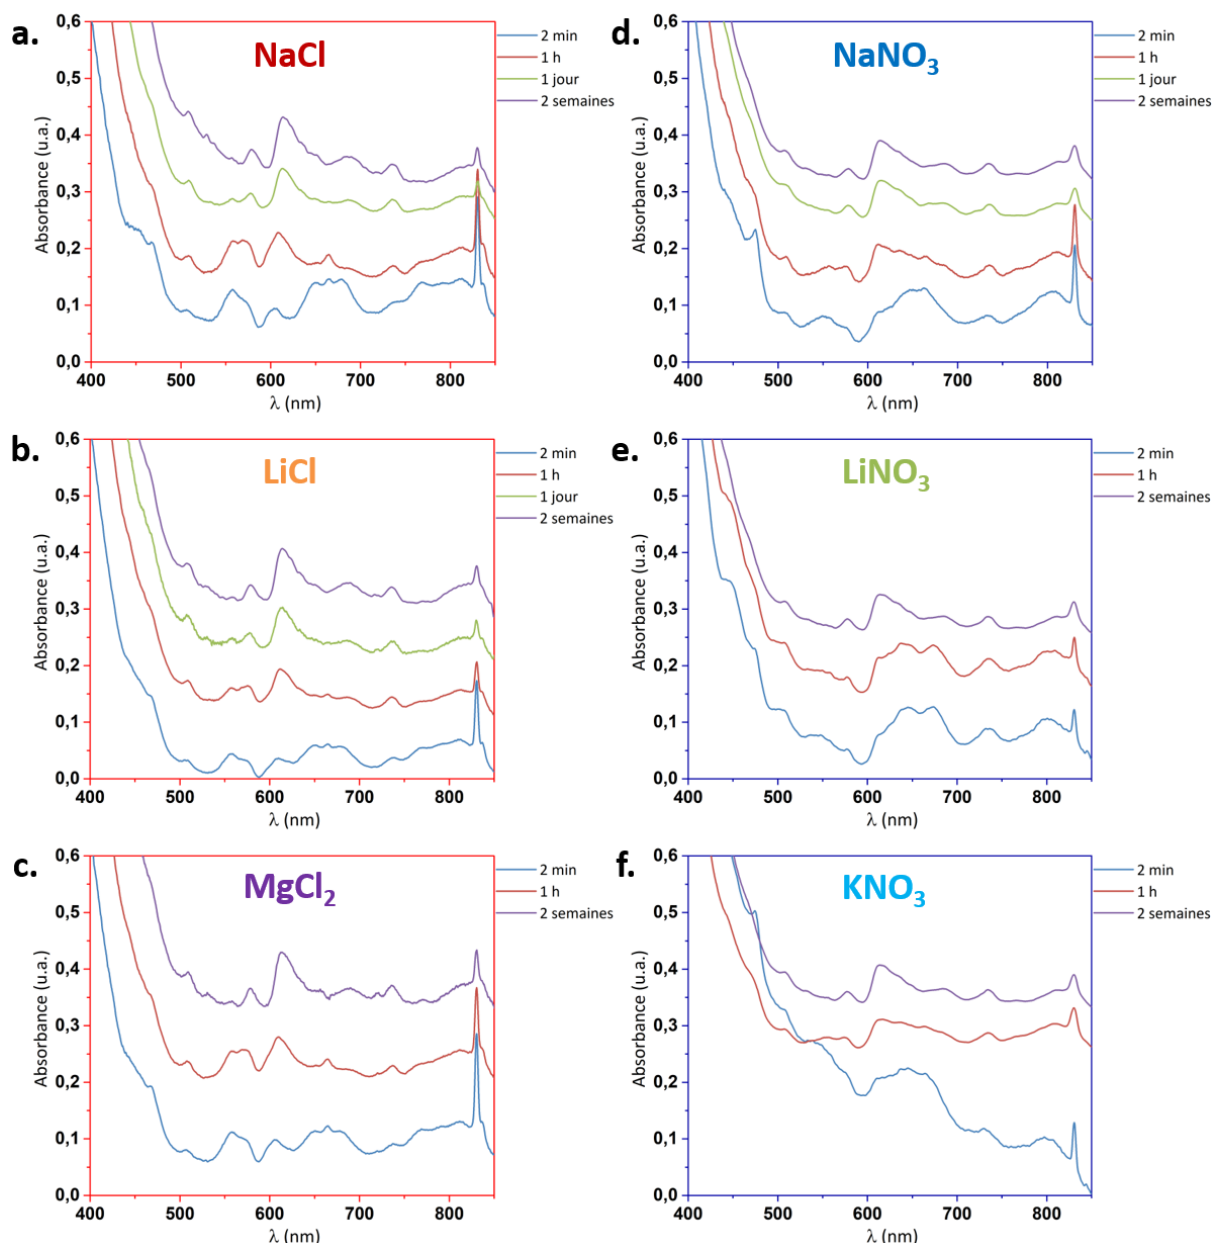 a.
NaCl
2 min
1 h
1 jour
2 semaines
Absorbance (u.a.)
0,6
0,5
0,4
0,3
0,2
0,1
0,0
400 500 600 700 800
λ (nm)
d.
NaNO₃
2 min
1 h
1 jour
2 semaines
Absorbance (u.a.)
0,6
0,5
0,4
0,3
0,2
0,1
0,0
400 500 600 700 800
λ (nm)
b.
LiCl
2 min
1 h
1 jour
2 semaines
Absorbance (u.a.)
0,6
0,5
0,4
0,3
0,2
0,1
0,0
400 500 600 700 800
λ (nm)
e.
LiNO₃
2 min
1 h
2 semaines
Absorbance (u.a.)
0,6
0,5
0,4
0,3
0,2
0,1
0,0
400 500 600 700 800
λ (nm)
c.
MgCl₂
2 min
1 h
2 semaines
Absorbance (u.a.)
0,6
0,5
0,4
0,3
0,2
0,1
0,0
400 500 600 700 800
λ (nm)
f.
KNO₃
2 min
1 h
2 semaines
Absorbance (u.a.)
0,6
0,5
0,4
0,3
0,2
0,1
0,0
400 500 600 700 800
λ (nm)